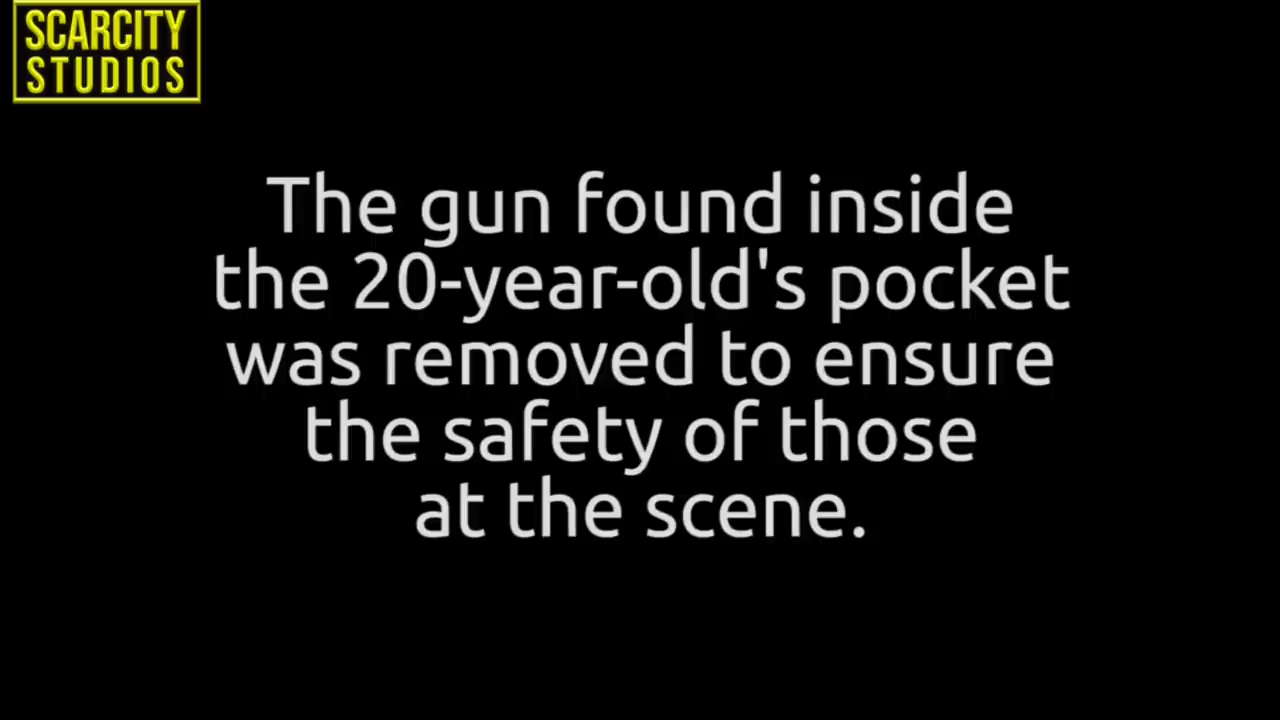 SCARCITY
STUDIOS
The gun found inside
the 20-year-old's pocket
was removed to ensure
the safety of those
at the scene.